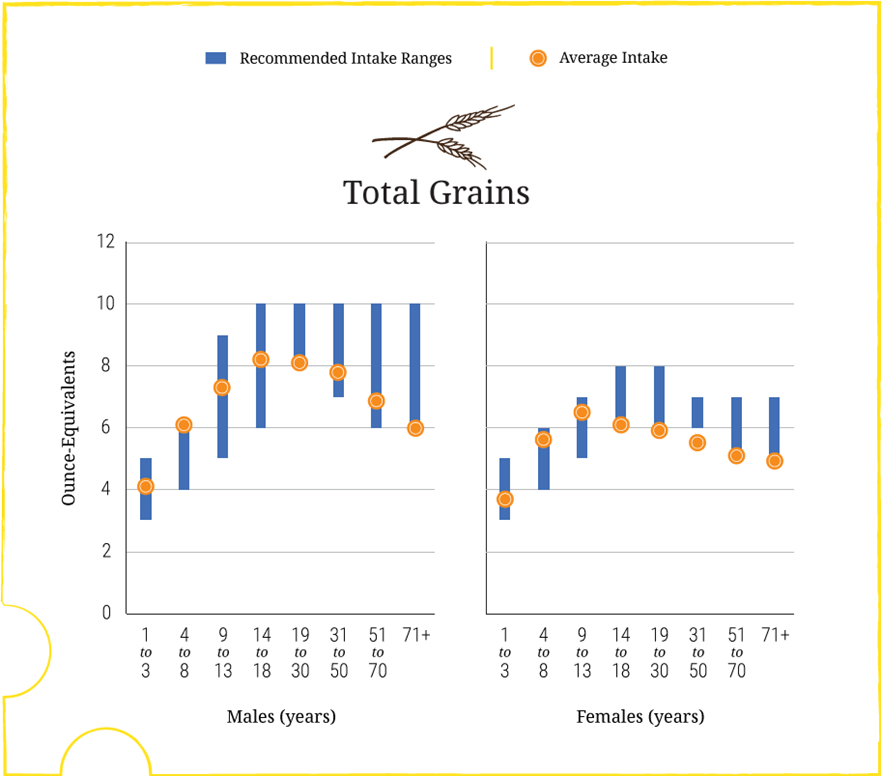 Recommended Intake Ranges
Average Intake
Total Grains
Ounce-Equivalents
12
10
8
6
4
2
0
1 4 9 14 19 31 51 71+
to to to to to to to
3 8 13 18 30 50 70
Males (years)
1 4 9 14 19 31 51 71+
to to to to to to to
3 8 13 18 30 50 70
Females (years)